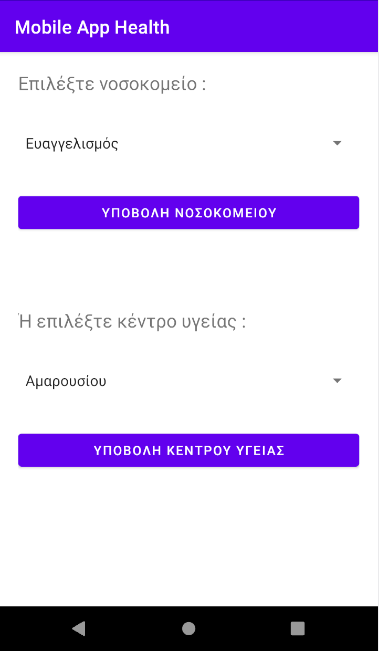 Mobile App Health
Επιλέξτε νοσοκομείο :
Ευαγγελισμός
ΥΠΟΒΟΛΗ ΝΟΣΟΚΟΜΕΙΟΥ
Ή επιλέξτε κέντρο υγείας :
Αμαρουσίου
ΥΠΟΒΟΛΗ ΚΕΝΤΡΟΥ ΥΓΕΙΑΣ